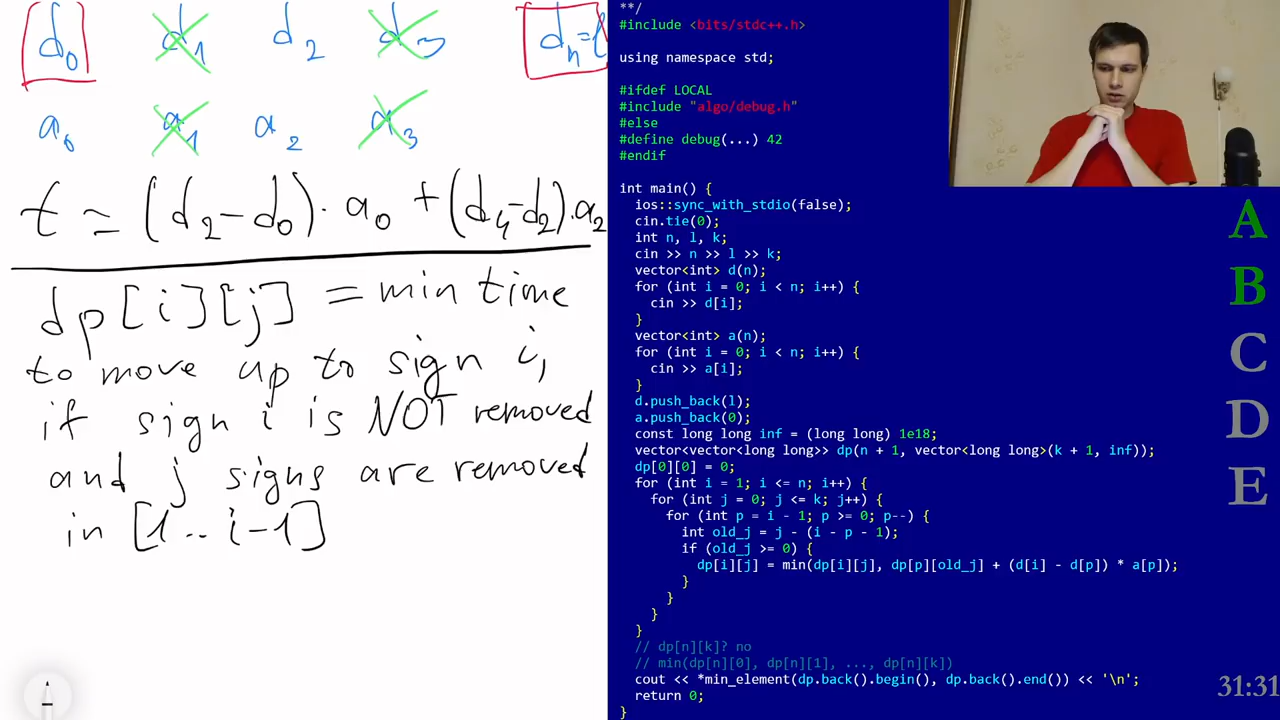 d0 d1 d2 d3 dn=l
a0 a1 a2 a3
t = (d2-d0)·a0+(d4-d2)·a2
dp[i][j] = min time
to move up to sign i,
if sign i is NOT removed
and j signs are removed
in [1..i-1]
**/
#include <bits/stdc++.h>
using namespace std;
#ifdef LOCAL
#include "algo/debug.h"
#else
#define debug(...) 42
#endif
int main() {
ios::sync_with_stdio(false);
cin.tie(0);
int n, l, k;
cin >> n >> l >> k;
vector<int> d(n);
for (int i = 0; i < n; i++) {
cin >> d[i];
}
vector<int> a(n);
for (int i = 0; i < n; i++) {
cin >> a[i];
}
d.push_back(l);
a.push_back(0);
const long long inf = (long long) 1e18;
vector<vector<long long>> dp(n + 1, vector<long long>(k + 1, inf));
dp[0][0] = 0;
for (int i = 1; i <= n; i++) {
for (int j = 0; j <= k; j++) {
for (int p = i - 1; p >= 0; p--) {
int old_j = j - (i - p - 1);
if (old_j >= 0) {
dp[i][j] = min(dp[i][j], dp[p][old_j] + (d[i] - d[p]) * a[p]);
}
}
}
}
// dp[n][k]? no
// min(dp[n][0], dp[n][1], ..., dp[n][k])
cout << *min_element(dp.back().begin(), dp.back().end()) << '\n';
return 0;
}
A
B
C
D
E
31:31